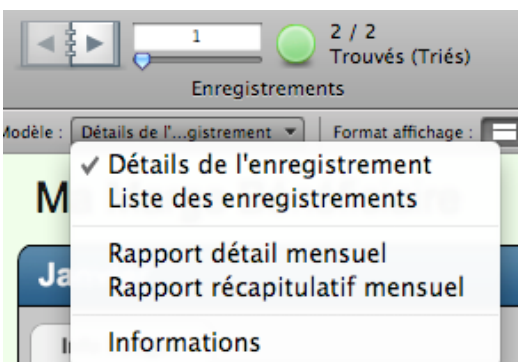 1
2 / 2
Trouvés (Triés)
Enregistrements
Modèle : Détails de l'...gistrement Format affichage :
Détails de l'enregistrement
Liste des enregistrements
Rapport détail mensuel
Rapport récapitulatif mensuel
Informations